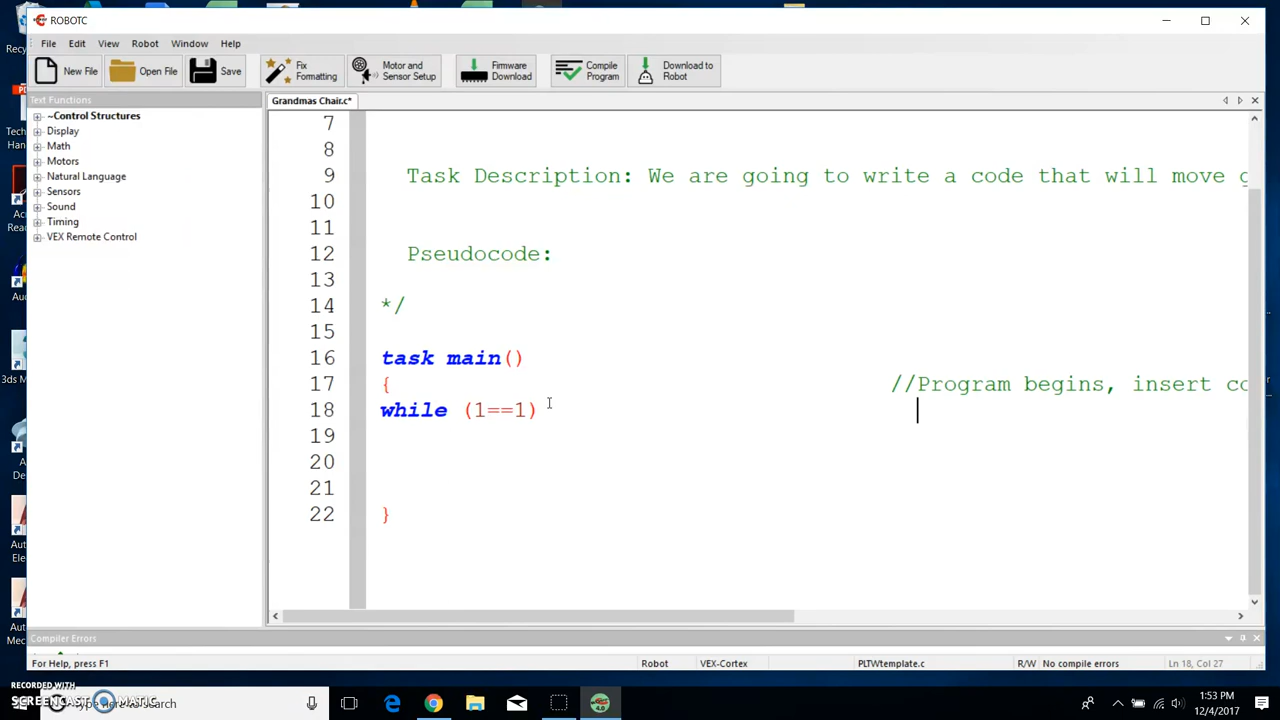 ROBOTC
File Edit View Robot Window Help
New File Open File Save Fix Formatting Motor and Sensor Setup Firmware Download Compile Program Download to Robot
Text Functions
Grandmas Chair.c*
~Control Structures
Display
Math
Motors
Natural Language
Sensors
Sound
Timing
VEX Remote Control
7
8
9 Task Description: We are going to write a code that will move
10
11
12 Pseudocode:
13
14 */
15
16 task main()
17 { //Program begins, insert
18 while (1==1)
19
20
21
22 }
Compiler Errors
For Help, press F1 Robot VEX-Cortex PLTWtemplate.c R/W No compile errors Ln 18, Col 27
RECORDED WITH
SCREENCAST MATIC
here to search
1:53 PM
12/4/2017